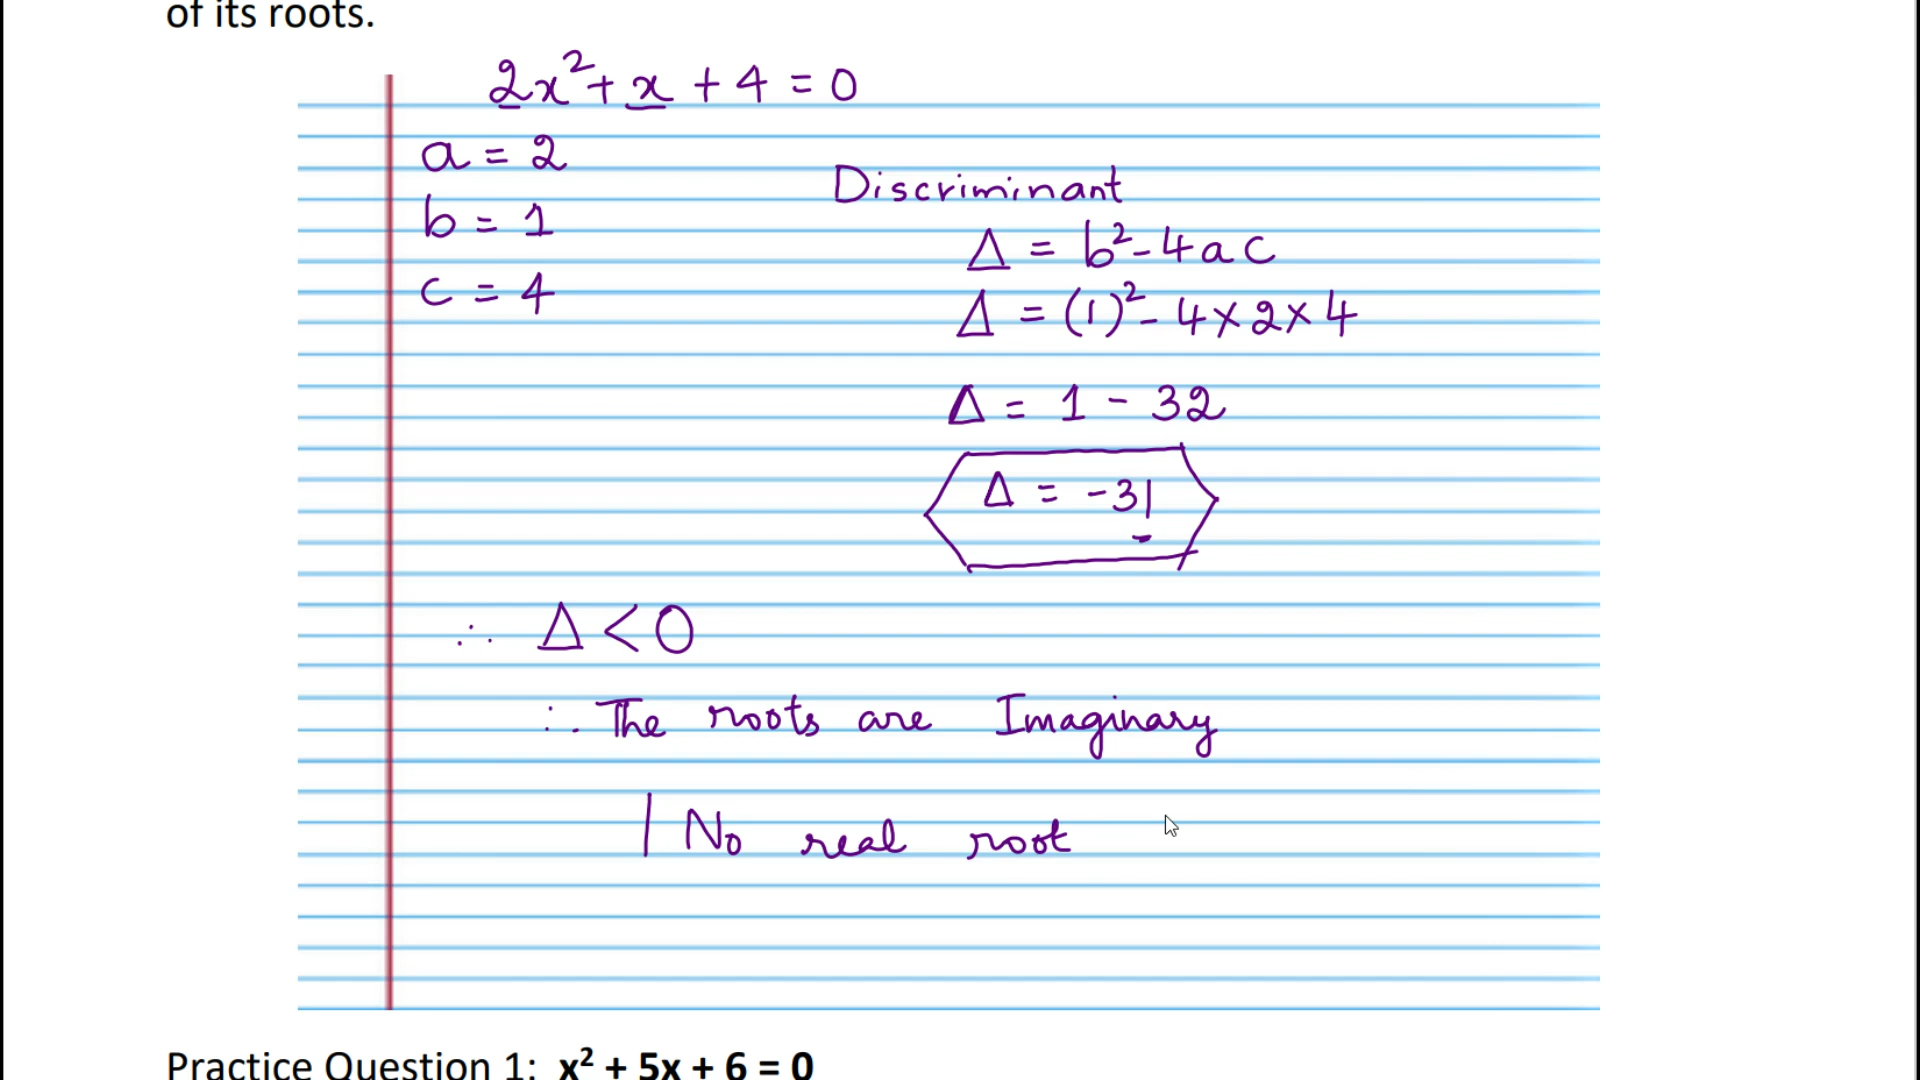 of its roots.
2x² + x + 4 = 0
a = 2
b = 1
c = 4
Discriminant
Δ = b² - 4ac
Δ = (1)² - 4×2×4
Δ = 1 - 32
Δ = -31
∴ Δ < 0
∴ The roots are Imaginary
| No real root
Practice Question 1: x² + 5x + 6 = 0